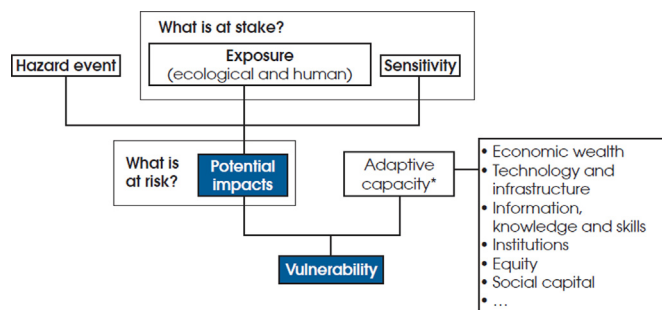 What is at stake?
Hazard event
Exposure
(ecological and human)
Sensitivity
What is
at risk?
Potential
impacts
Adaptive
capacity*
• Economic wealth
• Technology and
infrastructure
• Information,
knowledge and skills
• Institutions
• Equity
• Social capital
• ...
Vulnerability